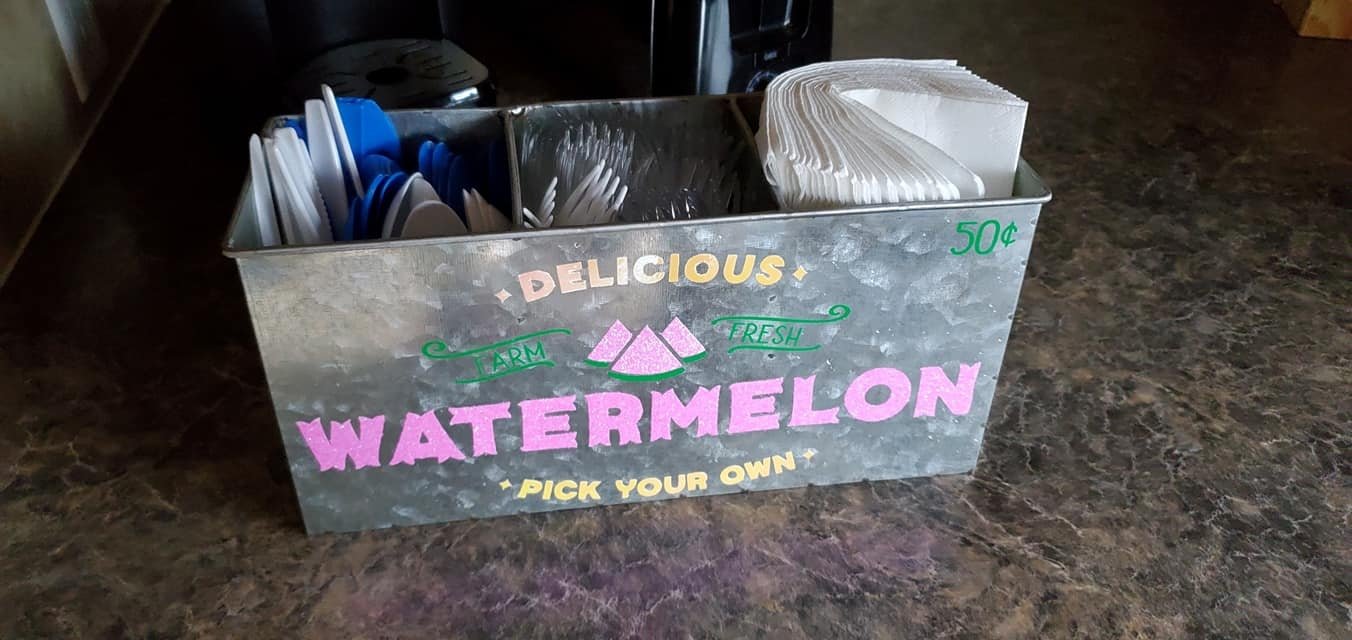 50¢
DELICIOUS
FARM FRESH
WATERMELON
PICK YOUR OWN